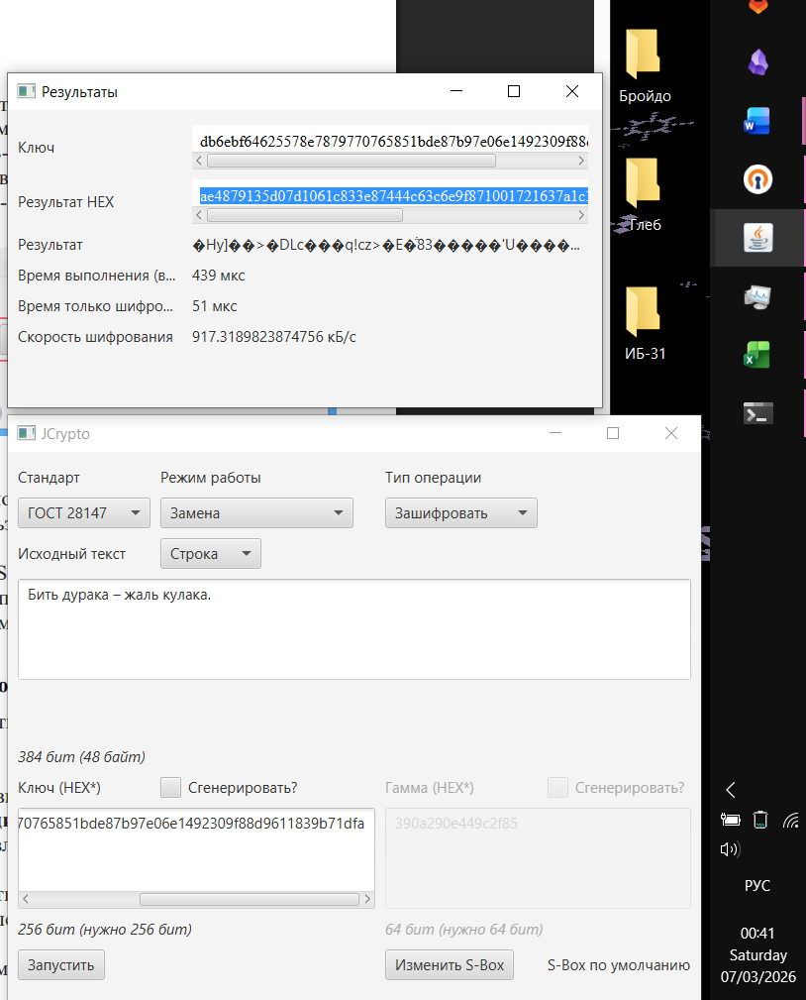 Результаты
Ключ
db6ebf64625578e7879770765851bde87b97e06e1492309f88
Результат HEX
ae4879135d07d1061c833e87444c63c6e9f871001721637a1c
Результат
�Hy]��>�DLc���q!cz>�E�83�����'U����...
Время выполнения (в...
439 мкс
Время только шифро...
51 мкс
Скорость шифрования
917.3189823874756 кБ/с
Бройдо
Глеб
ИБ-31
JCrypto
Стандарт Режим работы Тип операции
ГОСТ 28147 Замена Зашифровать
Исходный текст Строка
Бить дурака – жаль кулака.
384 бит (48 байт)
Ключ (HEX*) Сгенерировать? Гамма (HEX*) Сгенерировать?
70765851bde87b97e06e1492309f88d9611839b71dfa 390a290e449c2f85
256 бит (нужно 256 бит) 64 бит (нужно 64 бит)
Запустить Изменить S-Box S-Box по умолчанию
РУС
00:41
Saturday
07/03/2026